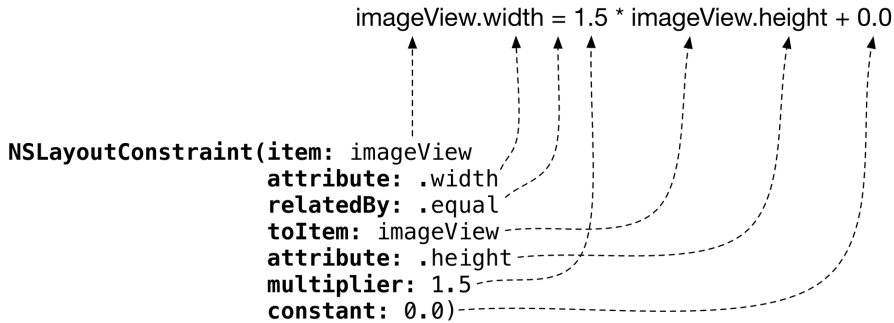 imageView.width = 1.5 * imageView.height + 0.0
NSLayoutConstraint(item: imageView
attribute: .width
relatedBy: .equal
toItem: imageView
attribute: .height
multiplier: 1.5
constant: 0.0)